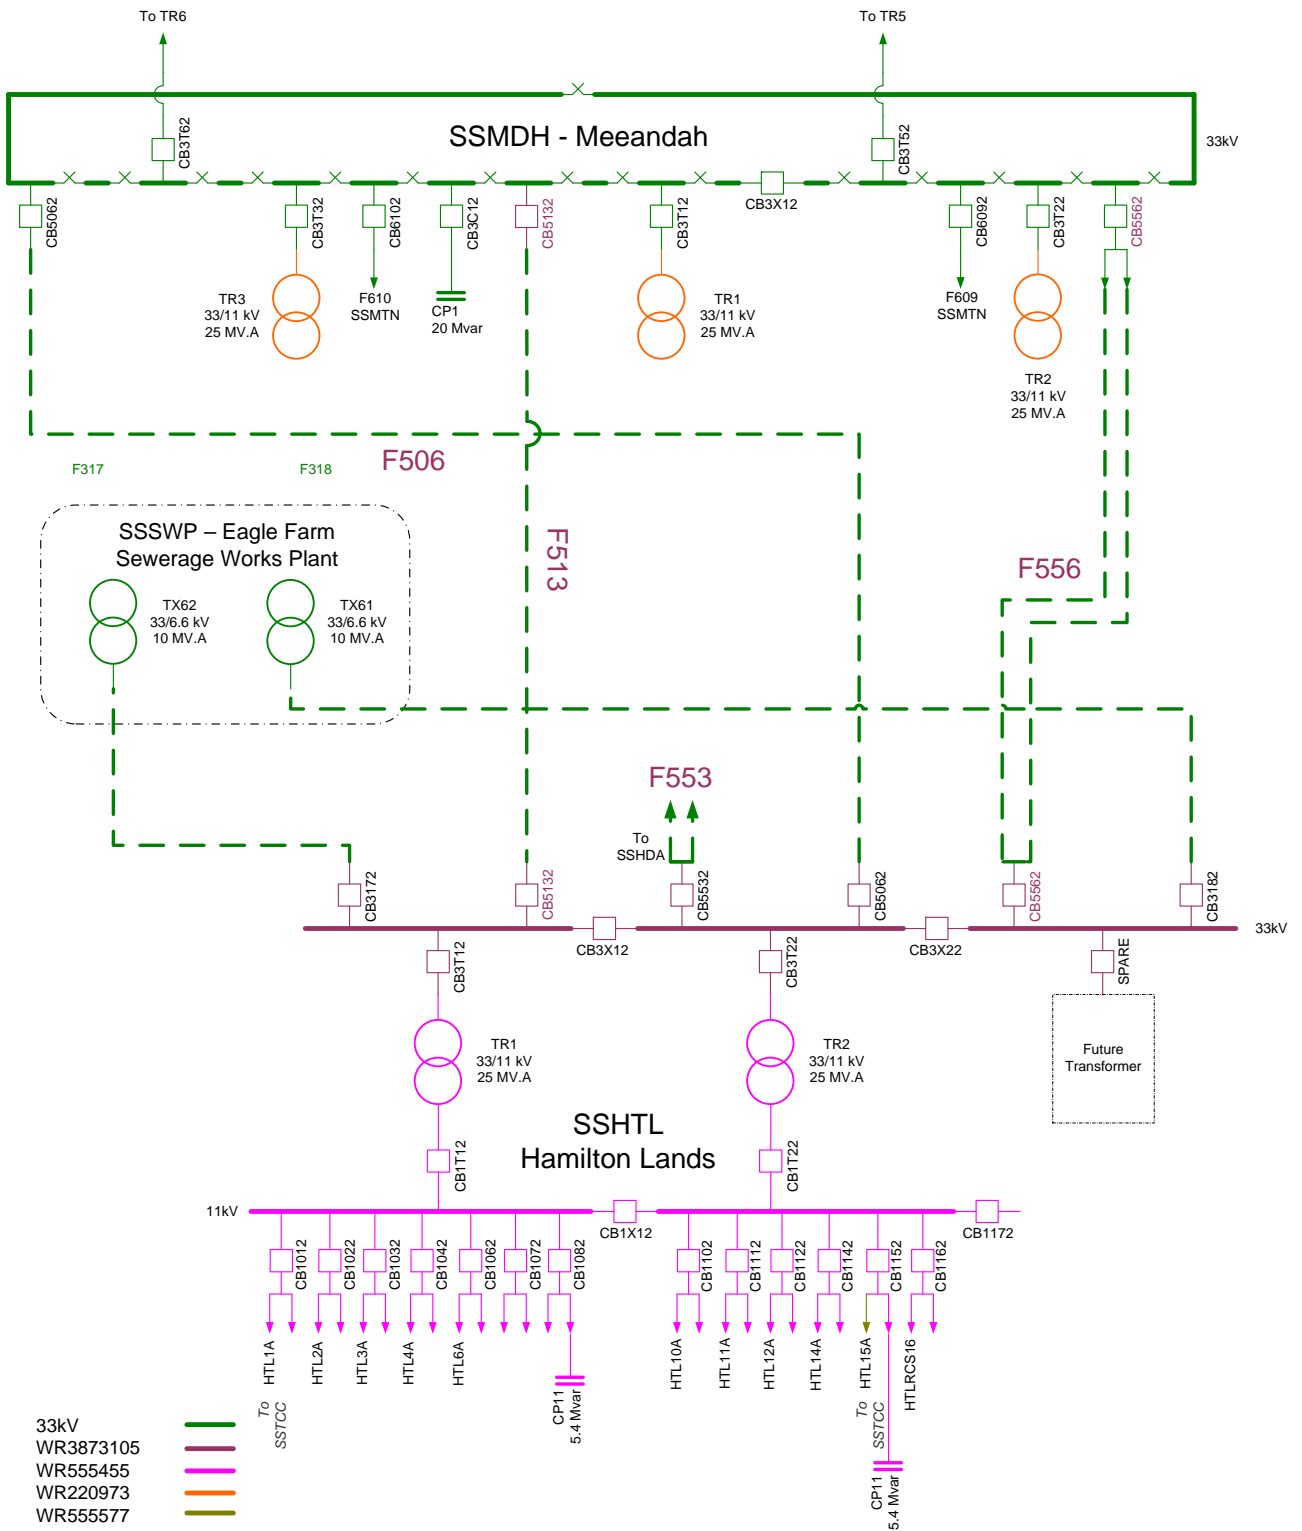 To TR6
To TR5
SSMDH - Meeandah
33kV
CB3T62
CB3T52
CB3X12
CB5062
CB3T32
CB6102
CB3C12
CB5132
CB3T12
CB6092
CB3T22
CB5562
TR3
33/11 kV
25 MV.A
F610
SSMTN
CP1
20 Mvar
TR1
33/11 kV
25 MV.A
F609
SSMTN
TR2
33/11 kV
25 MV.A
F317
F318
F506
F513
F556
SSSWP – Eagle Farm
Sewerage Works Plant
TX62
33/6.6 kV
10 MV.A
TX61
33/6.6 kV
10 MV.A
F553
To
SSHDA
CB3172
CB5132
CB5532
CB5062
CB5562
CB3182
33kV
CB3X12
CB3X22
CB3T12
CB3T22
SPARE
TR1
33/11 kV
25 MV.A
TR2
33/11 kV
25 MV.A
Future
Transformer
SSHTL
Hamilton Lands
CB1T12
CB1T22
11kV
CB1X12
CB1172
CB1012
CB1022
CB1032
CB1042
CB1062
CB1072
CB1082
CB1102
CB1112
CB1122
CB1142
CB1152
CB1162
HTL1A
HTL2A
HTL3A
HTL4A
HTL6A
HTL10A
HTL11A
HTL12A
HTL14A
HTL15A
HTLRCS16
To
SSTCC
CP11
5.4 Mvar
To
SSTCC
CP11
5.4 Mvar
33kV
WR3873105
WR555455
WR220973
WR555577